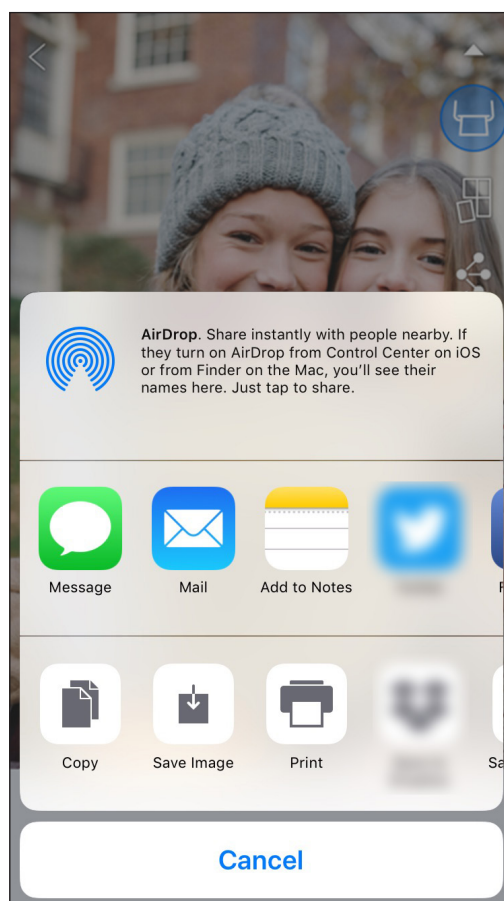 AirDrop. Share instantly with people nearby. If
they turn on AirDrop from Control Center on iOS
or from Finder on the Mac, you’ll see their
names here. Just tap to share.
Message
Mail
Add to Notes
F
Copy
Save Image
Print
Sa
Cancel